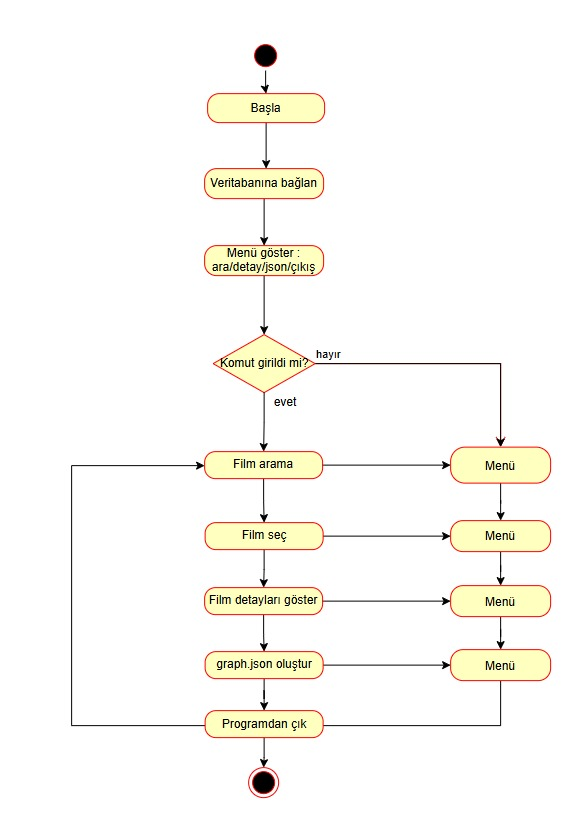 Başla
Veritabanına bağlan
Menü göster :
ara/detay/json/çıkış
Komut girildi mi?
hayır
evet
Film arama
Menü
Film seç
Menü
Film detayları göster
Menü
graph.json oluştur
Menü
Programdan çık